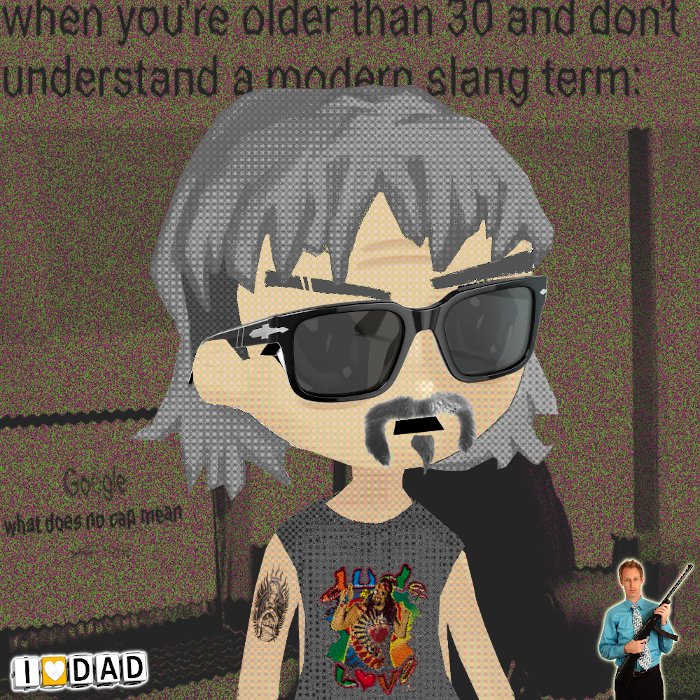 when you're older than 30 and don't
understand a modern slang term:
Google
what does no cap mean
I DAD